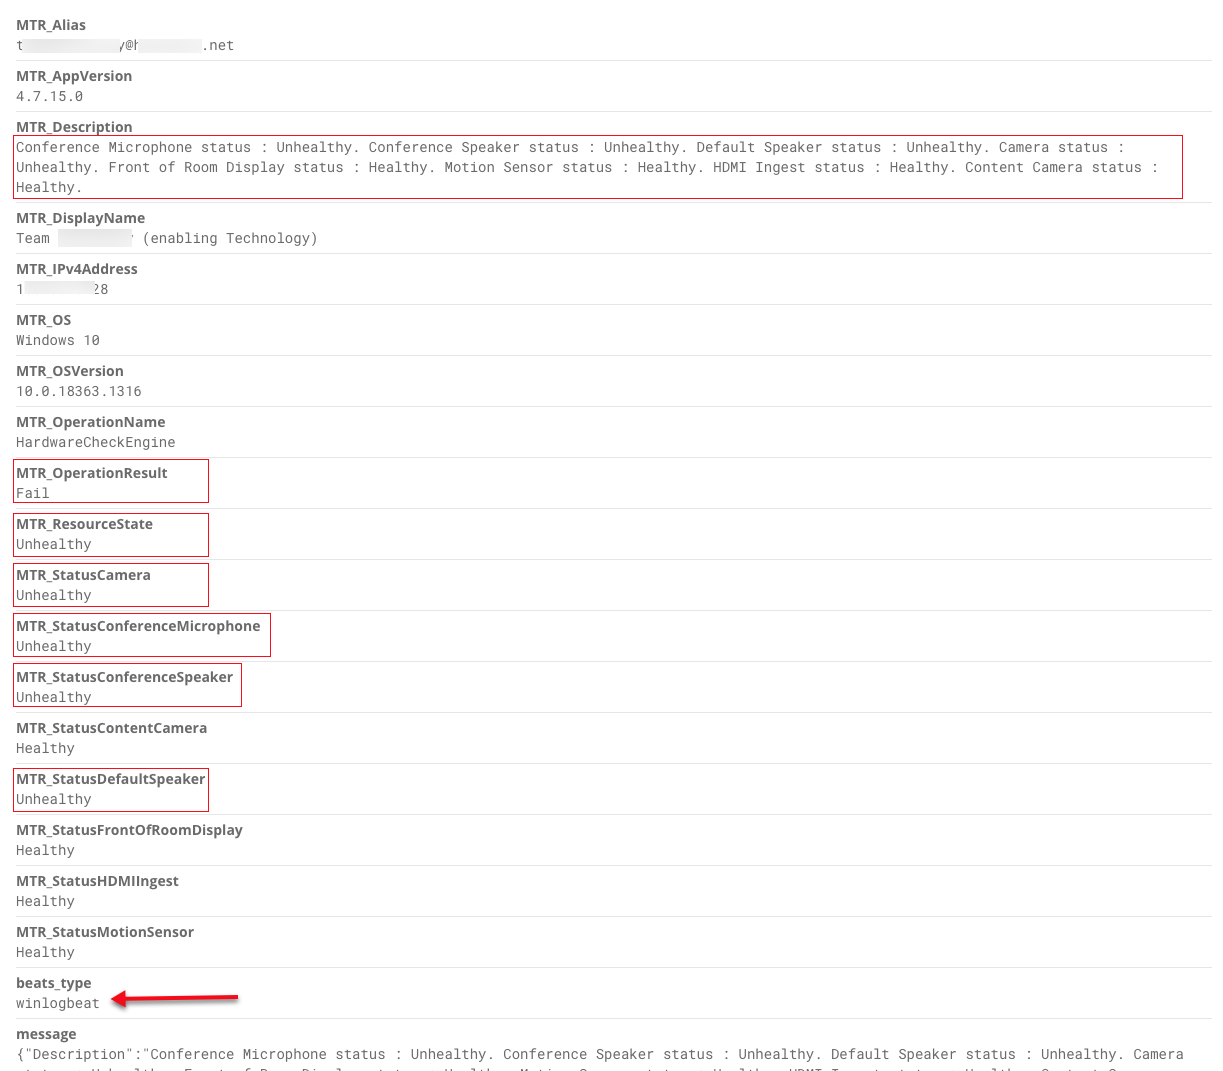 MTR_Alias
t y@h .net
MTR_AppVersion
4.7.15.0
MTR_Description
Conference Microphone status : Unhealthy. Conference Speaker status : Unhealthy. Default Speaker status : Unhealthy. Camera status :
Unhealthy. Front of Room Display status : Healthy. Motion Sensor status : Healthy. HDMI Ingest status : Healthy. Content Camera status :
Healthy.
MTR_DisplayName
Team (enabling Technology)
MTR_IPv4Address
1 28
MTR_OS
Windows 10
MTR_OSVersion
10.0.18363.1316
MTR_OperationName
HardwareCheckEngine
MTR_OperationResult
Fail
MTR_ResourceState
Unhealthy
MTR_StatusCamera
Unhealthy
MTR_StatusConferenceMicrophone
Unhealthy
MTR_StatusConferenceSpeaker
Unhealthy
MTR_StatusContentCamera
Healthy
MTR_StatusDefaultSpeaker
Unhealthy
MTR_StatusFrontOfRoomDisplay
Healthy
MTR_StatusHDMIIngest
Healthy
MTR_StatusMotionSensor
Healthy
beats_type
winlogbeat
message
{"Description":"Conference Microphone status : Unhealthy. Conference Speaker status : Unhealthy. Default Speaker status : Unhealthy. Camera